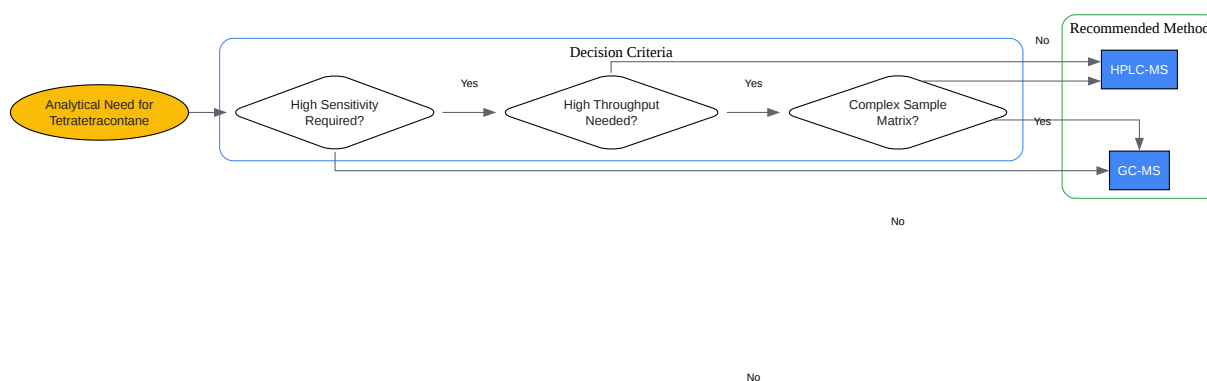 Recommended Method
No
Decision Criteria
HPLC-MS
Yes
Yes
Analytical Need for
Tetratetracontane
High Sensitivity
Required?
High Throughput
Needed?
Complex Sample
Matrix?
Yes
GC-MS
No
No